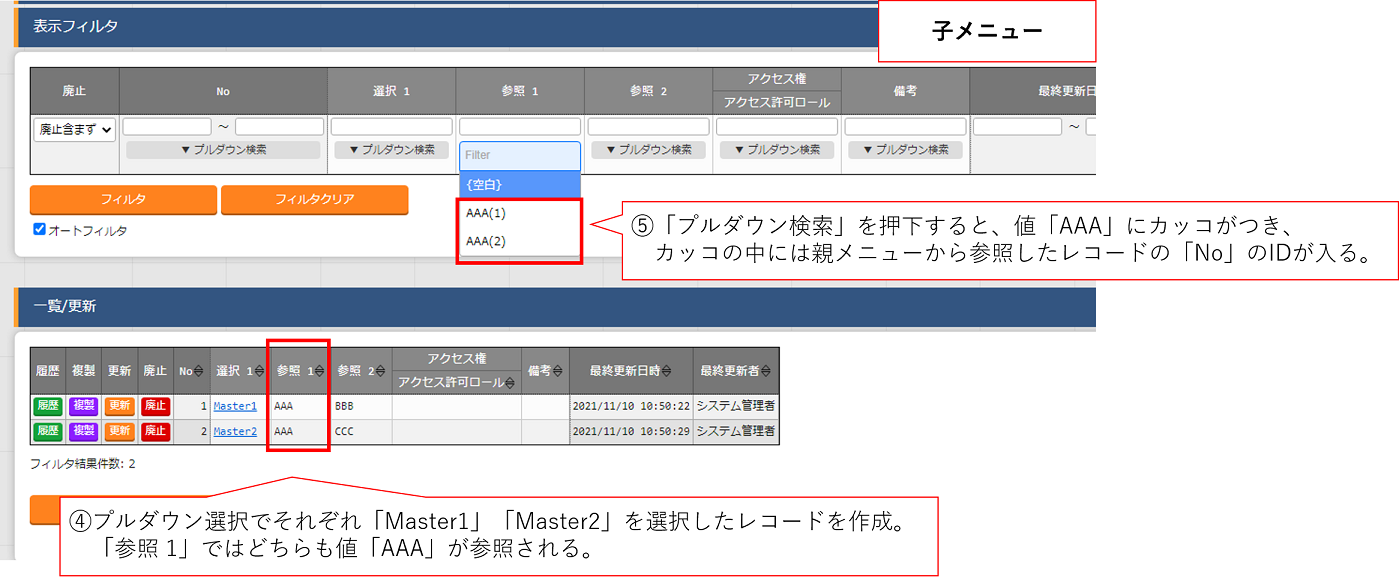 表示フィルタ
子メニュー
廃止 No 選択 1 参照 1 参照 2 アクセス権 備考 最終更新日
アクセス許可ロール
廃止含まず ～ ～
▼ プルダウン検索 ▼ プルダウン検索 Filter ▼ プルダウン検索 ▼ プルダウン検索 ▼ プルダウン検索
{空白}
AAA(1)
AAA(2)
フィルタ フィルタクリア
オートフィルタ
⑤「プルダウン検索」を押下すると、値「AAA」にカッコがつき、
カッコの中には親メニューから参照したレコードの「No」のIDが入る。
一覧/更新
履歴 複製 更新 廃止 No 選択 1 参照 1 参照 2 アクセス権 備考 最終更新日時 最終更新者
アクセス許可ロール
履歴 複製 更新 廃止 1 Master1 AAA BBB 2021/11/10 10:50:22 システム管理者
履歴 複製 更新 廃止 2 Master2 AAA CCC 2021/11/10 10:50:29 システム管理者
フィルタ結果件数: 2
④プルダウン選択でそれぞれ「Master1」「Master2」を選択したレコードを作成。
「参照 1」ではどちらも値「AAA」が参照される。